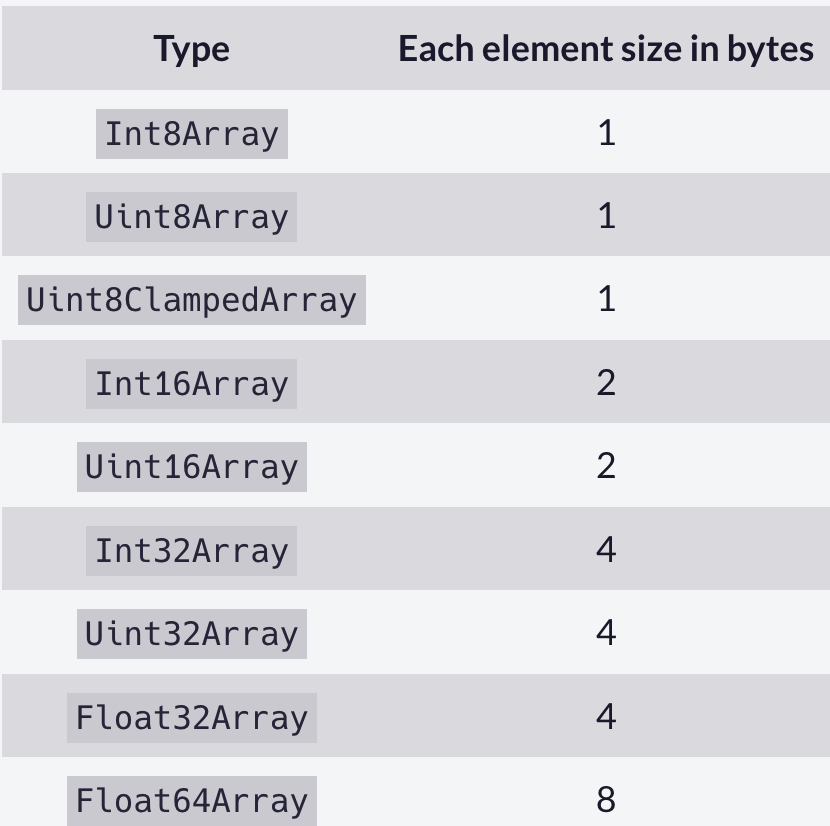 Type Each element size in bytes
Int8Array 1
Uint8Array 1
Uint8ClampedArray 1
Int16Array 2
Uint16Array 2
Int32Array 4
Uint32Array 4
Float32Array 4
Float64Array 8